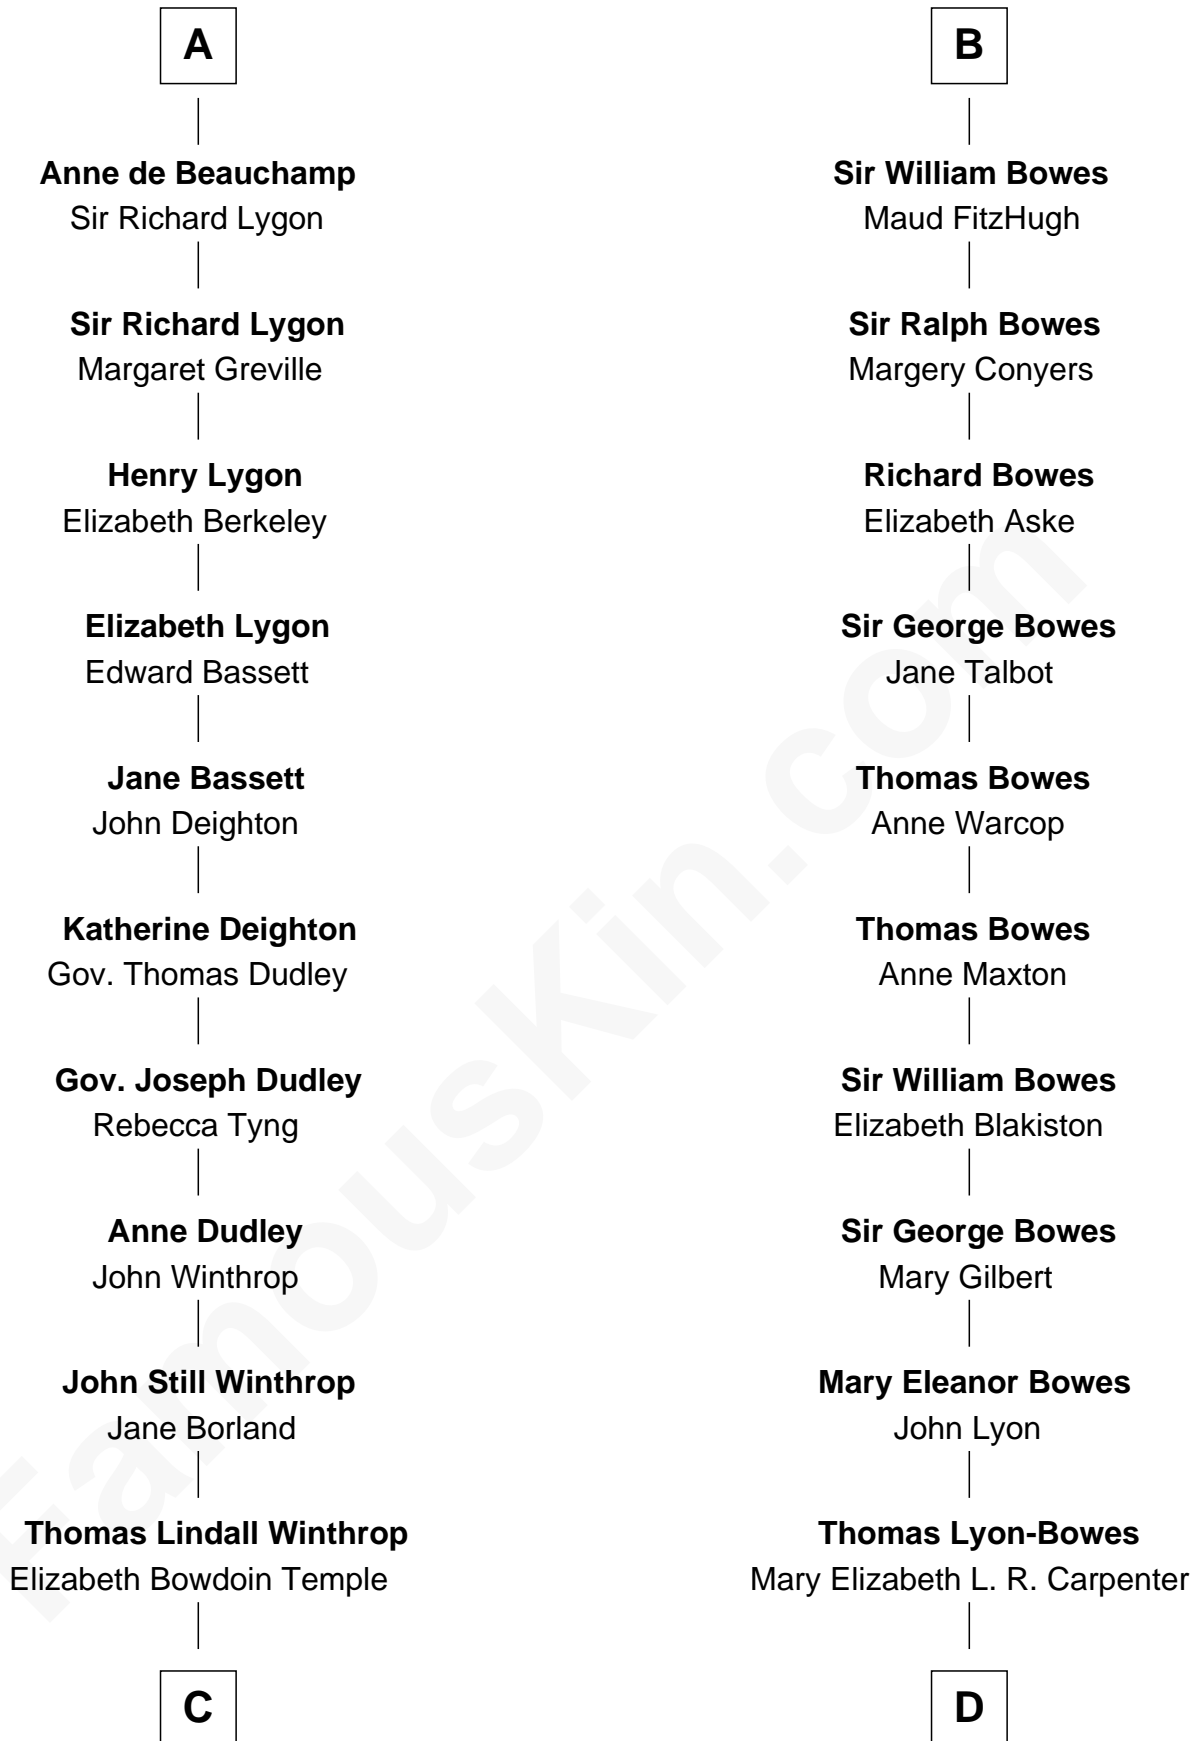 A
Anne de Beauchamp
Sir Richard Lygon
Sir Richard Lygon
Margaret Greville
Henry Lygon
Elizabeth Berkeley
Elizabeth Lygon
Edward Bassett
Jane Bassett
John Deighton
Katherine Deighton
Gov. Thomas Dudley
Gov. Joseph Dudley
Rebecca Tyng
Anne Dudley
John Winthrop
John Still Winthrop
Jane Borland
Thomas Lindall Winthrop
Elizabeth Bowdoin Temple
C
B
Sir William Bowes
Maud FitzHugh
Sir Ralph Bowes
Margery Conyers
Richard Bowes
Elizabeth Aske
Sir George Bowes
Jane Talbot
Thomas Bowes
Anne Warcop
Thomas Bowes
Anne Maxton
Sir William Bowes
Elizabeth Blakiston
Sir George Bowes
Mary Gilbert
Mary Eleanor Bowes
John Lyon
Thomas Lyon-Bowes
Mary Elizabeth L. R. Carpenter
D
FamousKin.com